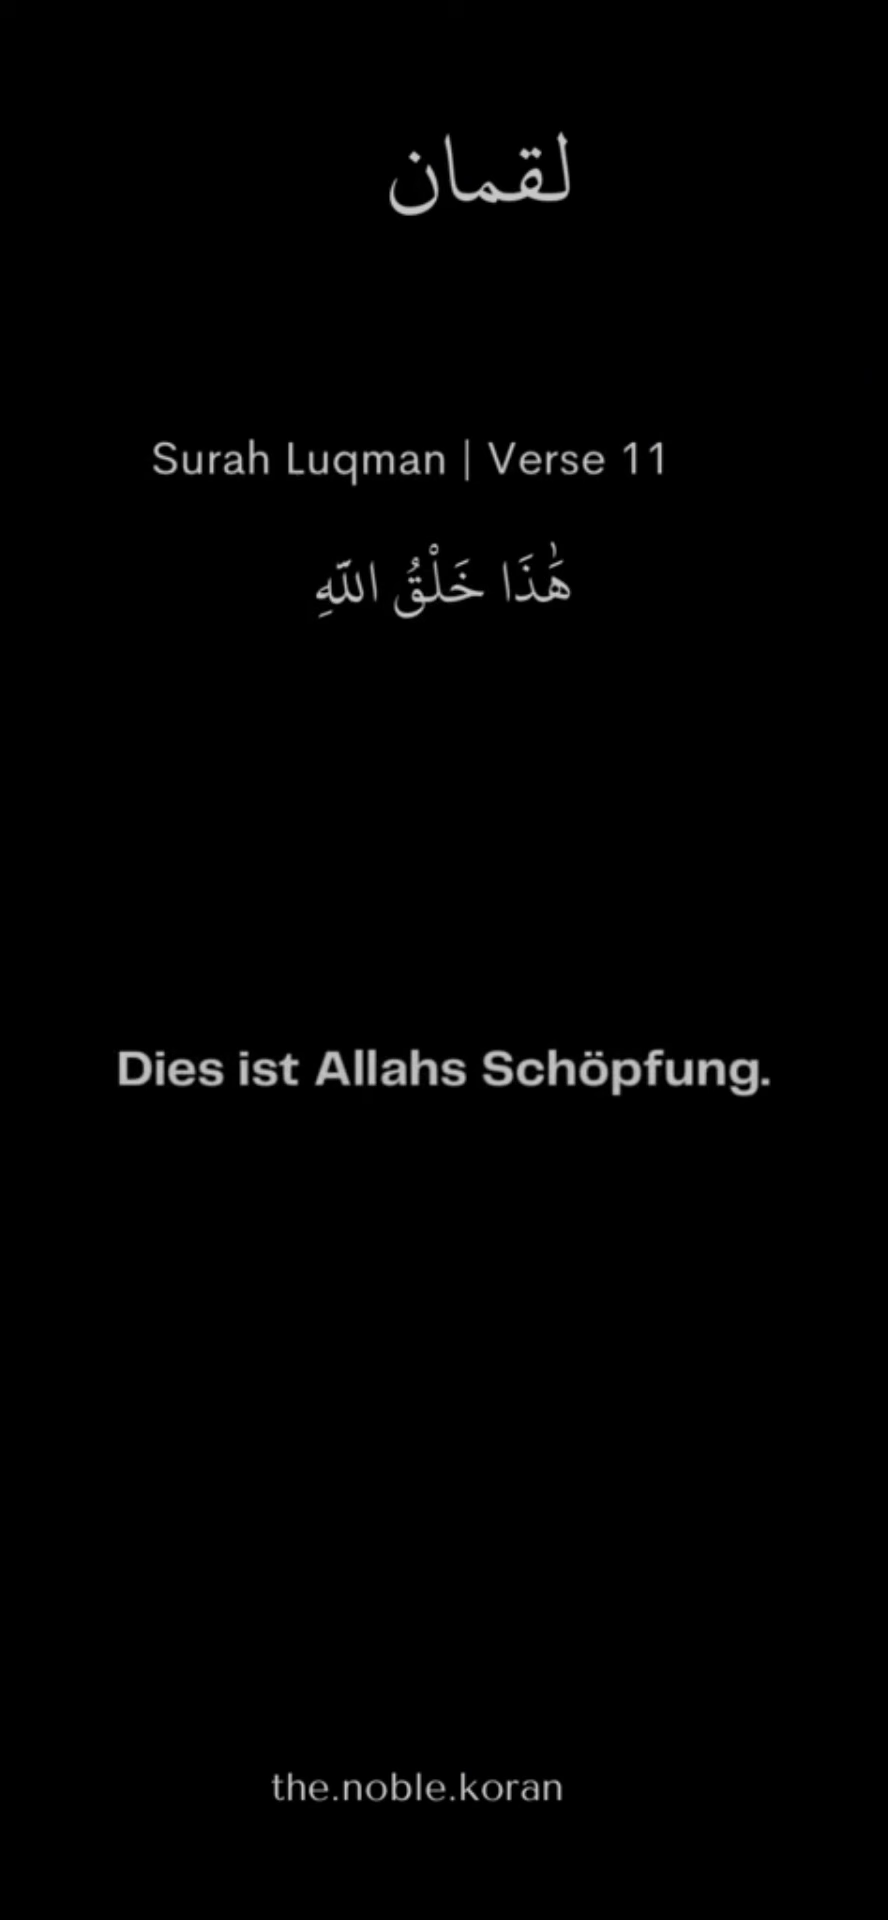 لقمان
Surah Luqman | Verse 11
هَٰذَا خَلْقُ اللَّهِ
Dies ist Allahs Schöpfung.
the.noble.koran